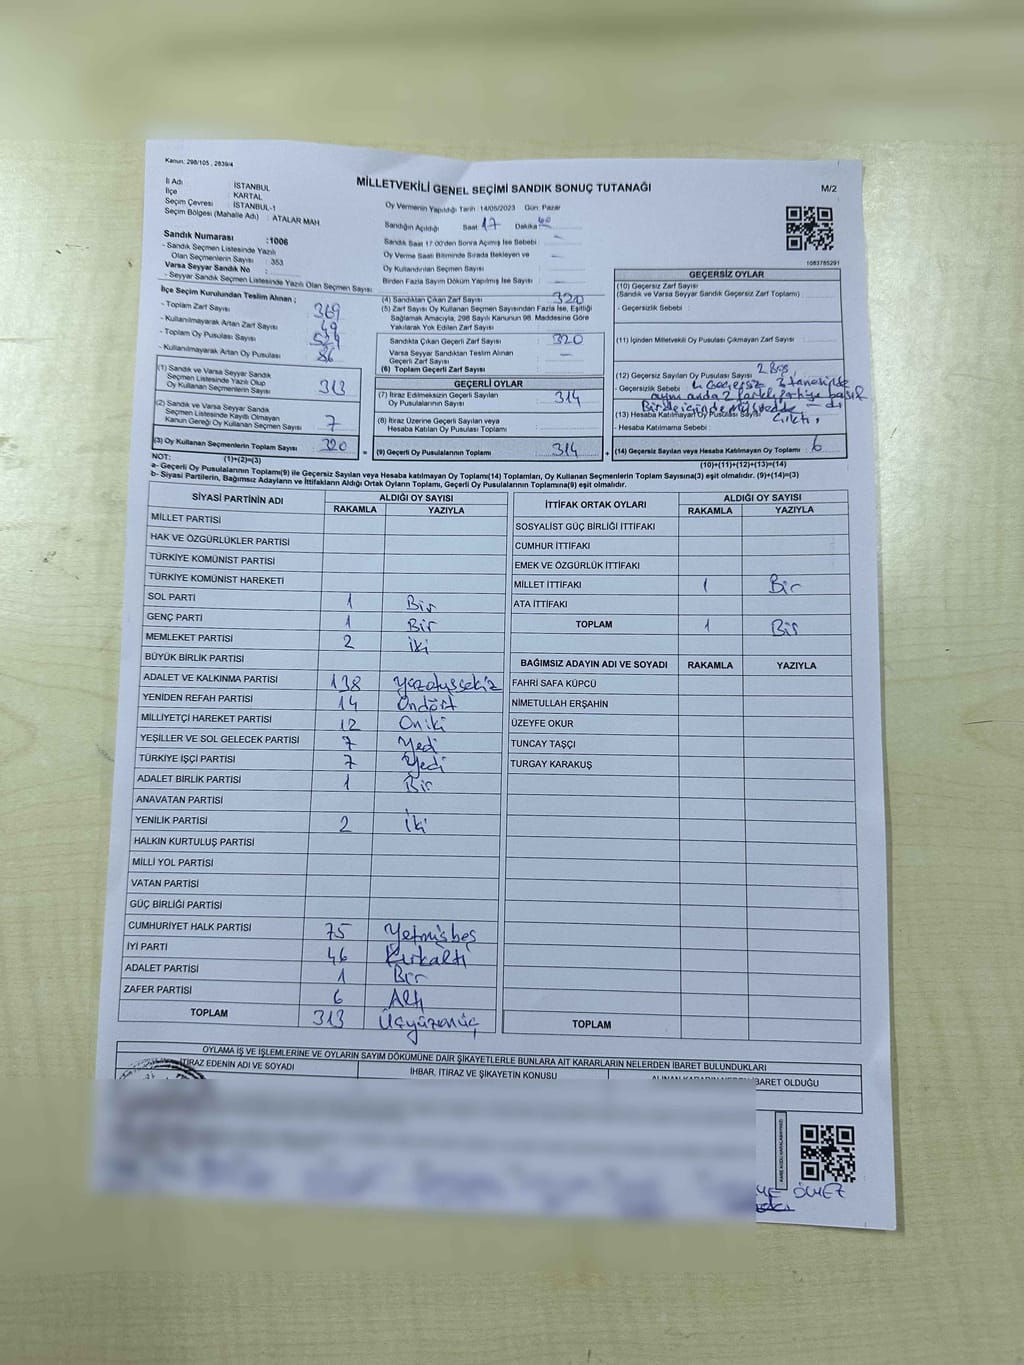 Kanun: 298/105 , 2839/4
MİLLETVEKİLİ GENEL SEÇİMİ SANDIK SONUÇ TUTANAĞI
M/2
İl Adı : İSTANBUL
İlçe : KARTAL
Seçim Çevresi : İSTANBUL-1
Seçim Bölgesi (Mahalle Adı) : ATALAR MAH
Sandık Numarası :1006
- Sandık Seçmen Listesinde Yazılı
Olan Seçmenlerin Sayısı : 353
Varsa Seyyar Sandık No :
- Seyyar Sandık Seçmen Listesinde Yazılı Olan Seçmen Sayısı :
Oy Vermenin Yapıldığı Tarih :14/05/2023 Gün: Pazar
Sandığın Açıldığı Saat 17 Dakika
Sandık Saat 17:00'den Sonra Açılmış İse Sebebi : –
Oy Verme Saati Bitiminde Sırada Bekleyen ve
Oy Kullandırılan Seçmen Sayısı : –
Birden Fazla Sayım Döküm Yapılmış İse Sayısı : –
1083785291
İlçe Seçim Kurulundan Teslim Alınan ;
- Toplam Zarf Sayısı : 369
- Kullanılmayarak Artan Zarf Sayısı : 49
- Toplam Oy Pusulası Sayısı :
- Kullanılmayarak Artan Oy Pusulası : 86
(1) Sandık ve Varsa Seyyar Sandık
Seçmen Listesinde Yazılı Olup
Oy Kullanan Seçmenlerin Sayısı : 313
(2) Sandık ve Varsa Seyyar Sandık
Seçmen Listesinde Kayıtlı Olmayan
Kanun Gereği Oy Kullanan Seçmen Sayısı : 7
(3) Oy Kullanan Seçmenlerin Toplam Sayısı : 320
(4) Sandıktan Çıkan Zarf Sayısı : 320
(5) Zarf Sayısı Oy Kullanan Seçmen Sayısından Fazla İse, Eşitliği
Sağlamak Amacıyla, 298 Sayılı Kanunun 98. Maddesine Göre
Yakılarak Yok Edilen Zarf Sayısı :
Sandıkta Çıkan Geçerli Zarf Sayısı : 320
Varsa Seyyar Sandıktan Teslim Alınan
Geçerli Zarf Sayısı : –
(6) Toplam Geçerli Zarf Sayısı :
GEÇERLİ OYLAR
(7) İtiraz Edilmeksizin Geçerli Sayılan
Oy Pusulalarının Sayısı : 314
(8) İtiraz Üzerine Geçerli Sayılan veya
Hesaba Katılan Oy Pusulası Toplamı :
= (9) Geçerli Oy Pusulalarının Toplamı : 314
GEÇERSİZ OYLAR
(10) Geçersiz Zarf Sayısı
(Sandık ve Varsa Seyyar Sandık Geçersiz Zarf Toplamı) :
- Geçersizlik Sebebi :
(11) İçinden Milletvekili Oy Pusulası Çıkmayan Zarf Sayısı :
(12) Geçersiz Sayılan Oy Pusulası Sayısı : 2 Boş,
- Geçersizlik Sebebi : 4 Geçersiz 3 tanesinde
aynı anda 2 farklı
Birside içinde
(13) Hesaba Katılmayan Oy Pusulası Sayısı : Çıktı,
- Hesaba Katılmama Sebebi :
+ (14) Geçersiz Sayılan veya Hesaba Katılmayan Oy Toplamı : 6
NOT: (1)+(2)=(3)
(10)+(11)+(12)+(13)=(14)
a- Geçerli Oy Pusulalarının Toplamı(9) ile Geçersiz Sayılan veya Hesaba katılmayan Oy Toplamı(14) Toplamları, Oy Kullanan Seçmenlerin Toplam Sayısına(3) eşit olmalıdır. (9)+(14)=(3)
b- Siyasi Partilerin, Bağımsız Adayların ve İttifakların Aldığı Ortak Oyların Toplamı, Geçerli Oy Pusulalarının Toplamına(9) eşit olmalıdır.
SİYASİ PARTİNİN ADI ALDIĞI OY SAYISI
RAKAMLA YAZIYLA
MİLLET PARTİSİ
HAK VE ÖZGÜRLÜKLER PARTİSİ
TÜRKİYE KOMÜNİST PARTİSİ
TÜRKİYE KOMÜNİST HAREKETİ
SOL PARTİ 1 Bir
GENÇ PARTİ 1 Bir
MEMLEKET PARTİSİ 2 iki
BÜYÜK BİRLİK PARTİSİ
ADALET VE KALKINMA PARTİSİ 138 Yüzotuzsekiz
YENİDEN REFAH PARTİSİ 14 Ondört
MİLLİYETÇİ HAREKET PARTİSİ 12 Oniki
YEŞİLLER VE SOL GELECEK PARTİSİ 7 Yedi
TÜRKİYE İŞÇİ PARTİSİ 7 Yedi
ADALET BİRLİK PARTİSİ 1 Bir
ANAVATAN PARTİSİ
YENİLİK PARTİSİ 2 İki
HALKIN KURTULUŞ PARTİSİ
MİLLİ YOL PARTİSİ
VATAN PARTİSİ
GÜÇ BİRLİĞİ PARTİSİ
CUMHURİYET HALK PARTİSİ 75 Yetmişbeş
İYİ PARTİ 46 Kırkaltı
ADALET PARTİSİ 1 Bir
ZAFER PARTİSİ 6 Altı
TOPLAM 313 Üçyüzonüç
İTTİFAK ORTAK OYLARI ALDIĞI OY SAYISI
RAKAMLA YAZIYLA
SOSYALİST GÜÇ BİRLİĞİ İTTİFAKI
CUMHUR İTTİFAKI
EMEK VE ÖZGÜRLÜK İTTİFAKI
MİLLET İTTİFAKI 1 Bir
ATA İTTİFAKI
TOPLAM 1 Bir
BAĞIMSIZ ADAYIN ADI VE SOYADI RAKAMLA YAZIYLA
FAHRİ SAFA KÜPCÜ
NİMETULLAH ERŞAHİN
ÜZEYFE OKUR
TUNCAY TAŞÇI
TURGAY KARAKUŞ
TOPLAM
OYLAMA İŞ VE İŞLEMLERİNE VE OYLARIN SAYIM DÖKÜMÜNE DAİR ŞİKAYETLERLE BUNLARA AİT KARARLARIN NELERDEN İBARET BULUNDUKLARI
İTİRAZ EDENİN ADI VE SOYADI İHBAR, İTİRAZ VE ŞİKAYETİN KONUSU ALINAN KARARIN NEDEN İBARET OLDUĞU